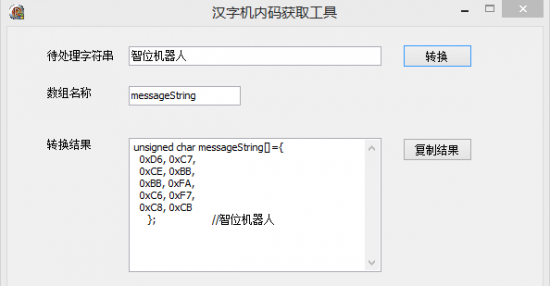 汉字机内码获取工具
待处理字符串 智位机器人 转换
数组名称 messageString
转换结果 复制结果
unsigned char messageString[]={
0xD6, 0xC7,
0xCE, 0xBB,
0xBB, 0xFA,
0xC6, 0xF7,
0xC8, 0xCB
}; //智位机器人